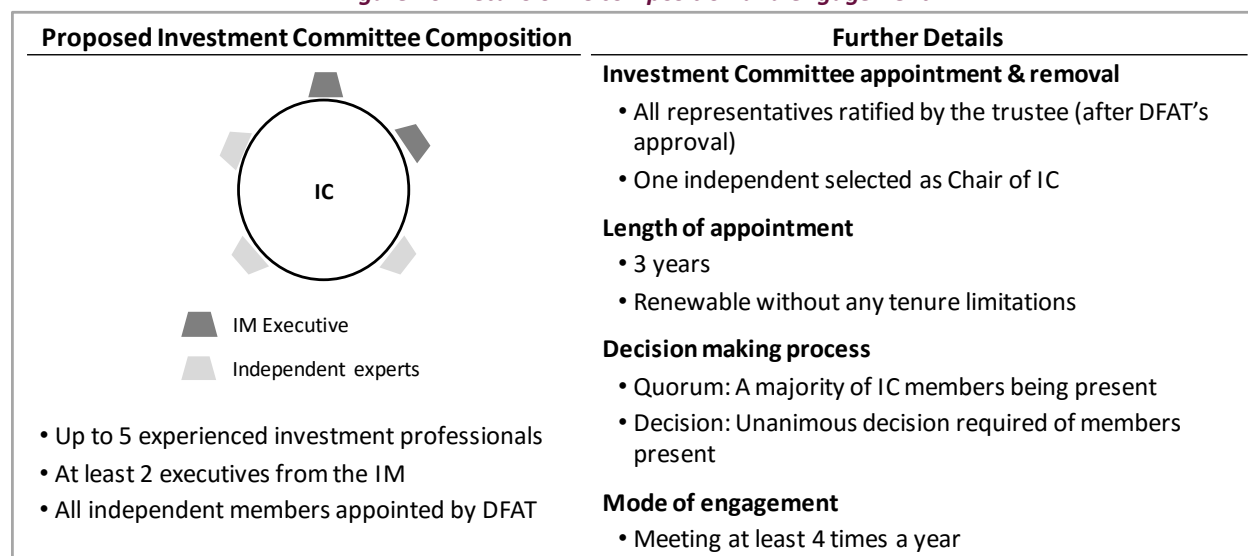 Proposed Investment Committee Composition
IC
IM Executive
Independent experts
• Up to 5 experienced investment professionals
• At least 2 executives from the IM
• All independent members appointed by DFAT
Further Details
Investment Committee appointment & removal
• All representatives ratified by the trustee (after DFAT's
approval)
• One independent selected as Chair of IC
Length of appointment
• 3 years
• Renewable without any tenure limitations
Decision making process
• Quorum: A majority of IC members being present
• Decision: Unanimous decision required of members
present
Mode of engagement
• Meeting at least 4 times a year